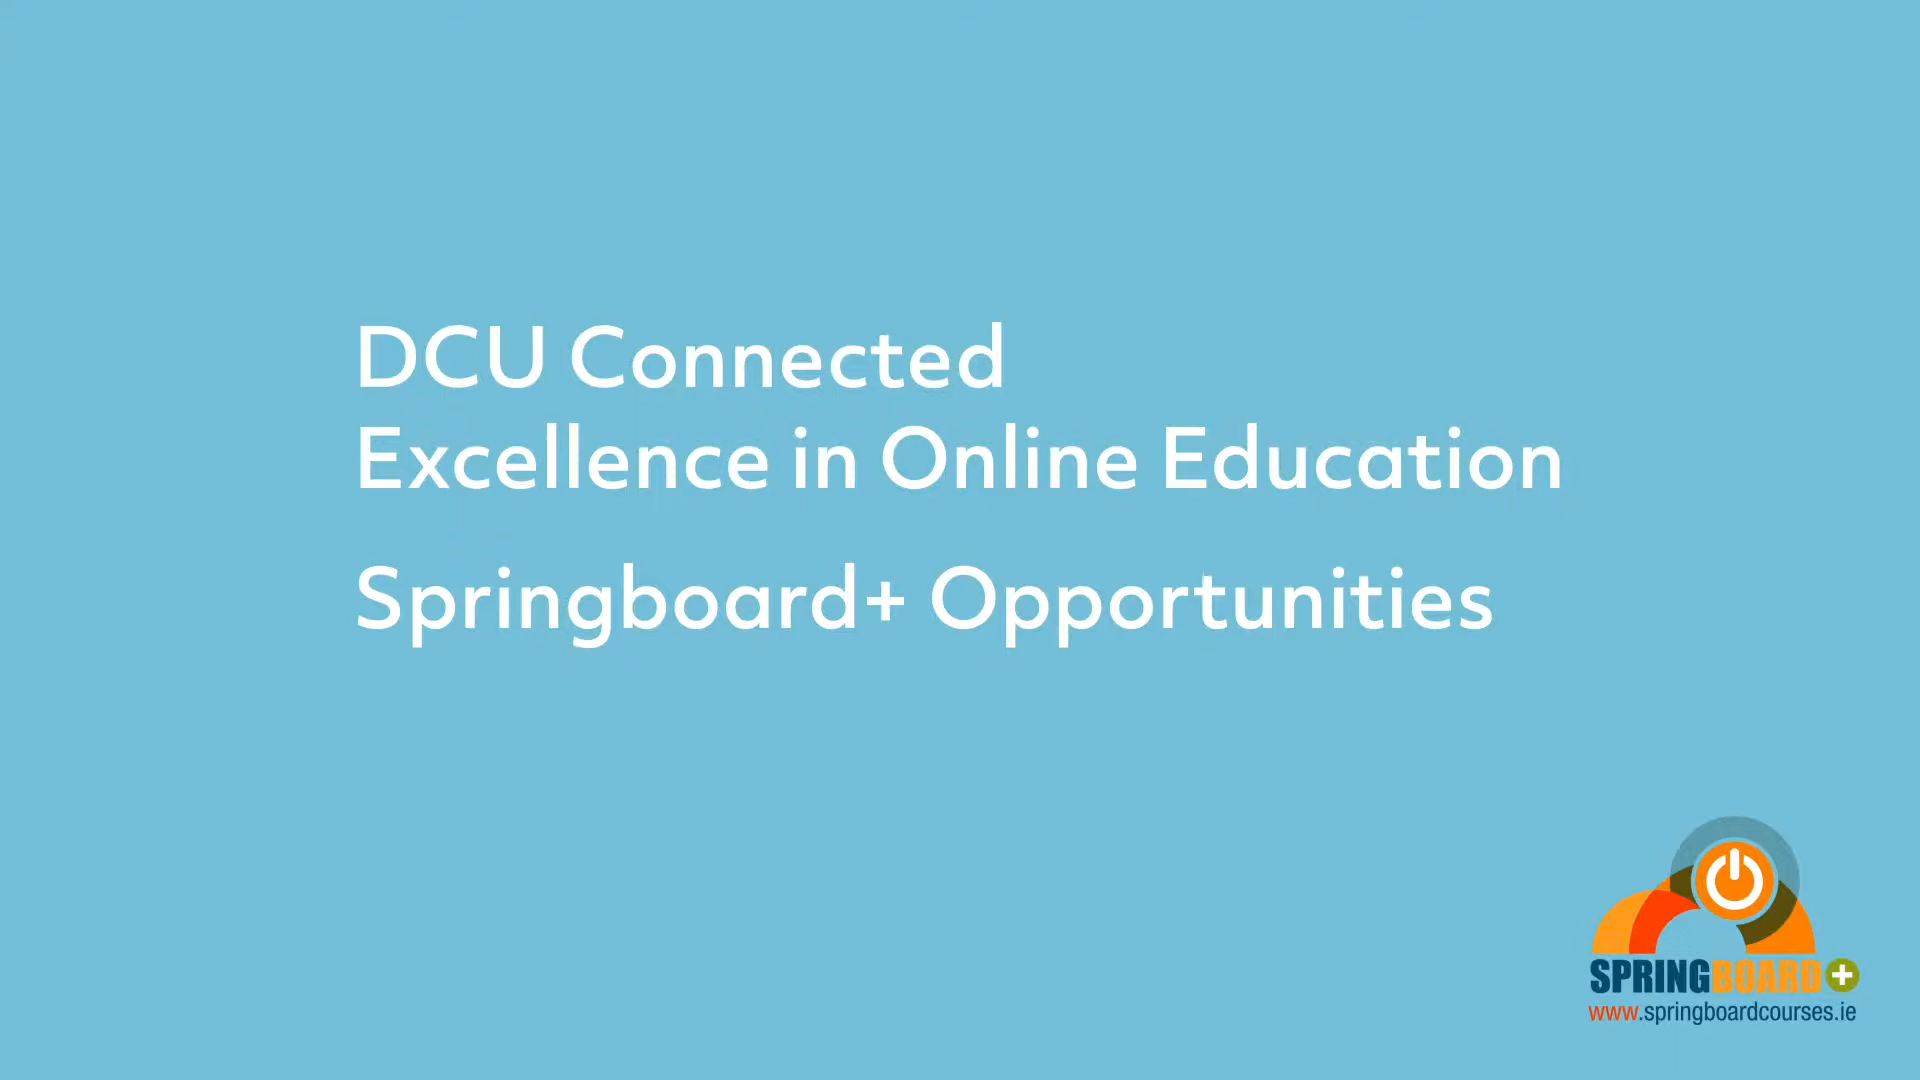 DCU Connected
Excellence in Online Education
Springboard+ Opportunities
SPRINGBOARD+
www.springboardcourses.ie